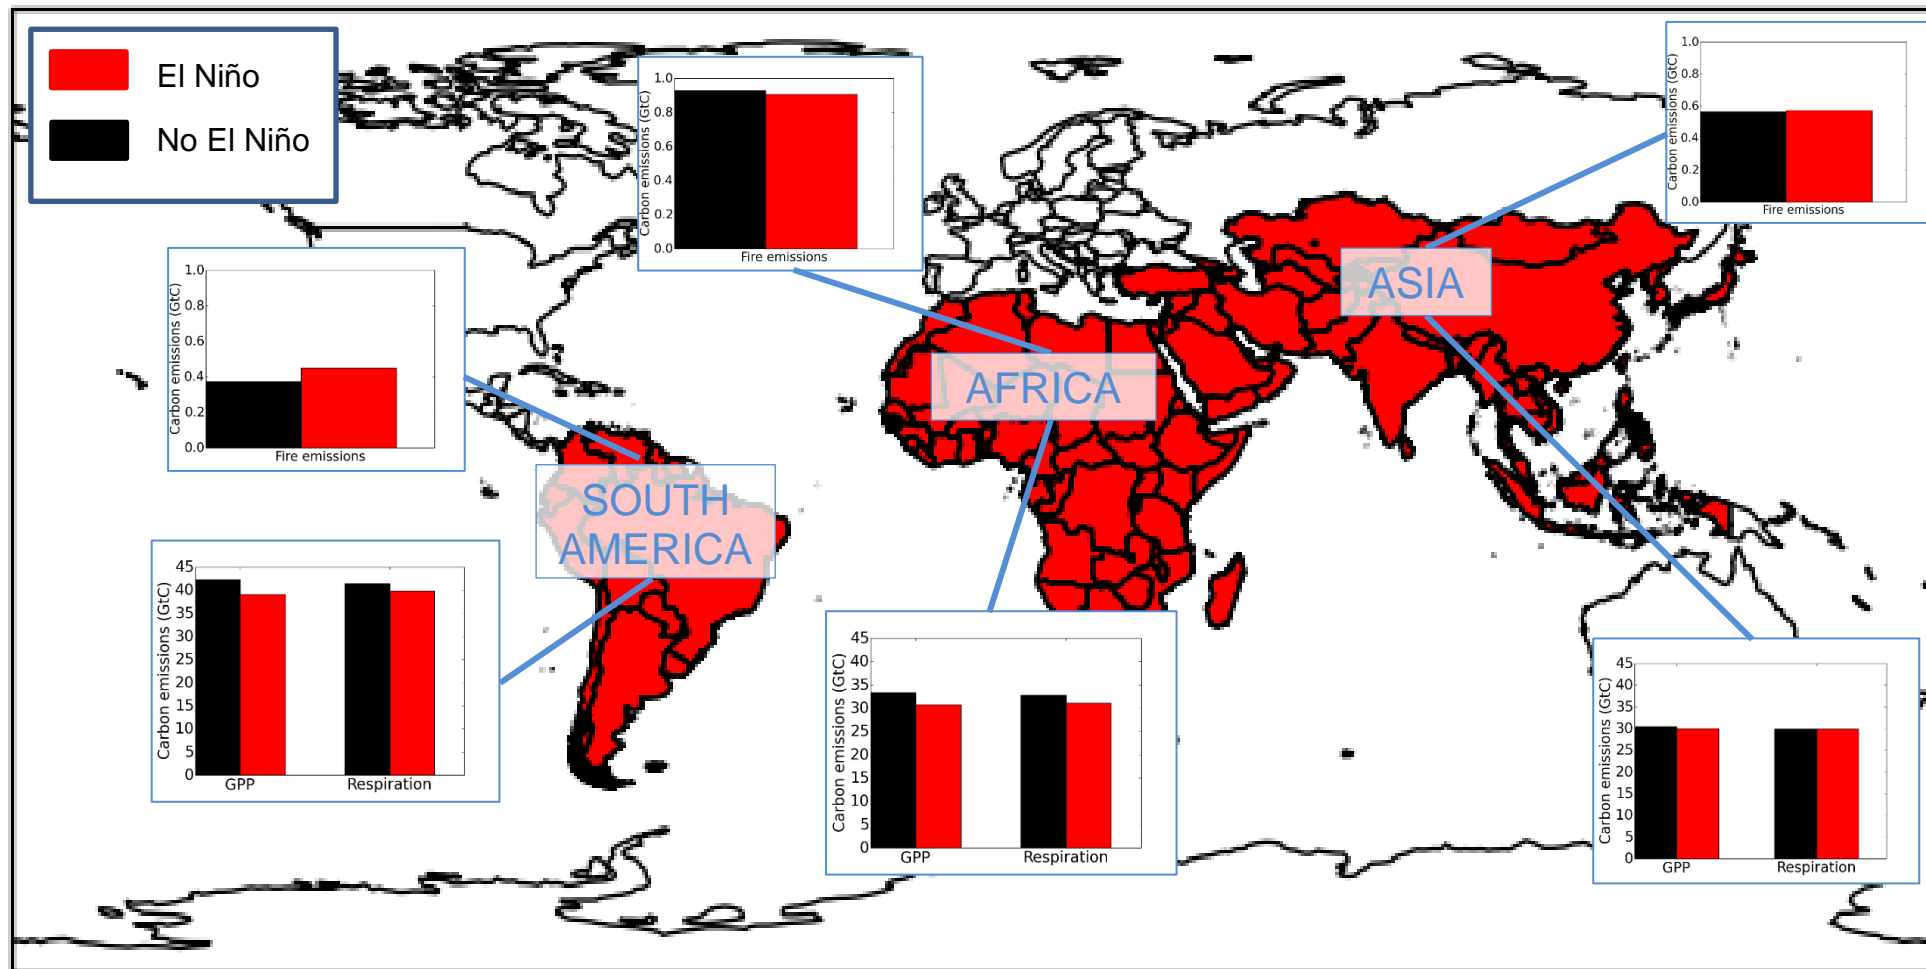 El Niño
No El Niño
1.0
0.8
0.6
0.4
0.2
0.0
Carbon emissions (GtC)
Fire emissions
1.0
0.8
0.6
0.4
0.2
0.0
Carbon emissions (GtC)
Fire emissions
1.0
0.8
0.6
0.4
0.2
0.0
Carbon emissions (GtC)
Fire emissions
ASIA
AFRICA
SOUTH
AMERICA
45
40
35
30
25
20
15
10
5
0
Carbon emissions (GtC)
GPP Respiration
45
40
35
30
25
20
15
10
5
0
Carbon emissions (GtC)
GPP Respiration
45
40
35
30
25
20
15
10
5
0
Carbon emissions (GtC)
GPP Respiration